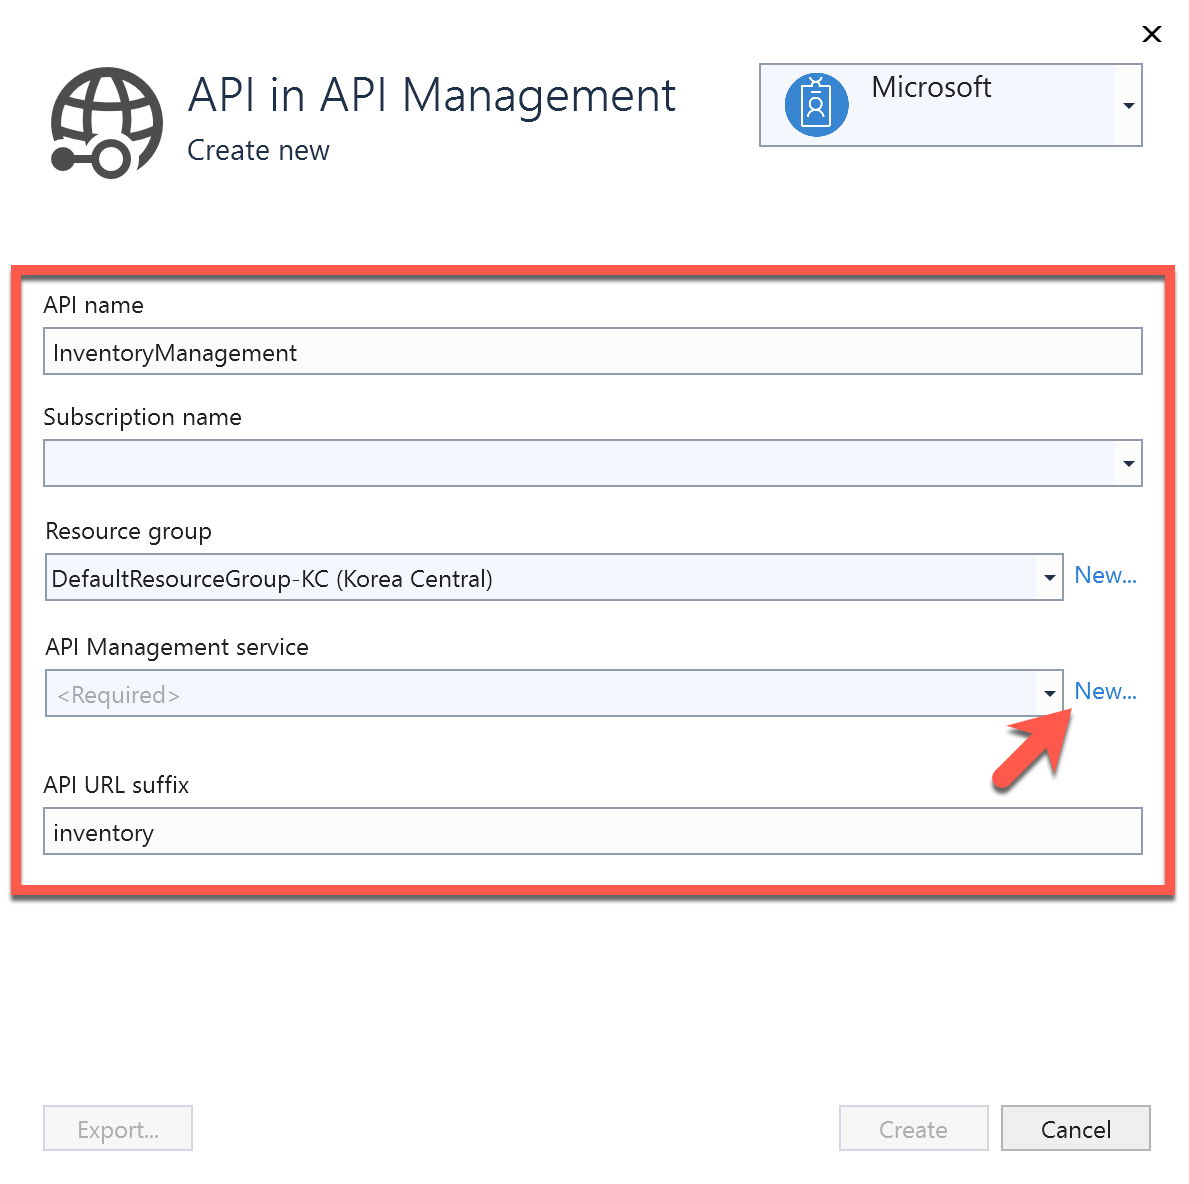 API in API Management
Create new
Microsoft
API name
InventoryManagement
Subscription name
Resource group
DefaultResourceGroup-KC (Korea Central)
New...
API Management service
<Required>
New...
API URL suffix
inventory
Export...
Create
Cancel